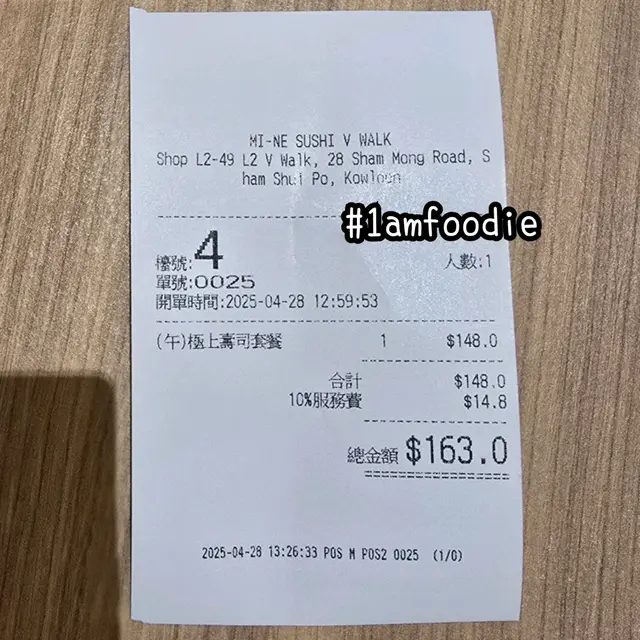 MI-NE SUSHI V WALK
Shop L2-49 L2 V Walk, 28 Sham Mong Road, S
ham Shui Po, Kowloon
#1amfoodie
檯號:4
人數:1
單號:0025
開單時間:2025-04-28 12:59:53
(午)極上壽司套餐 1 $148.0
合計 $148.0
10%服務費 $14.8
總金額 $163.0
2025-04-28 13:26:33 POS M POS2 0025 (1/0)